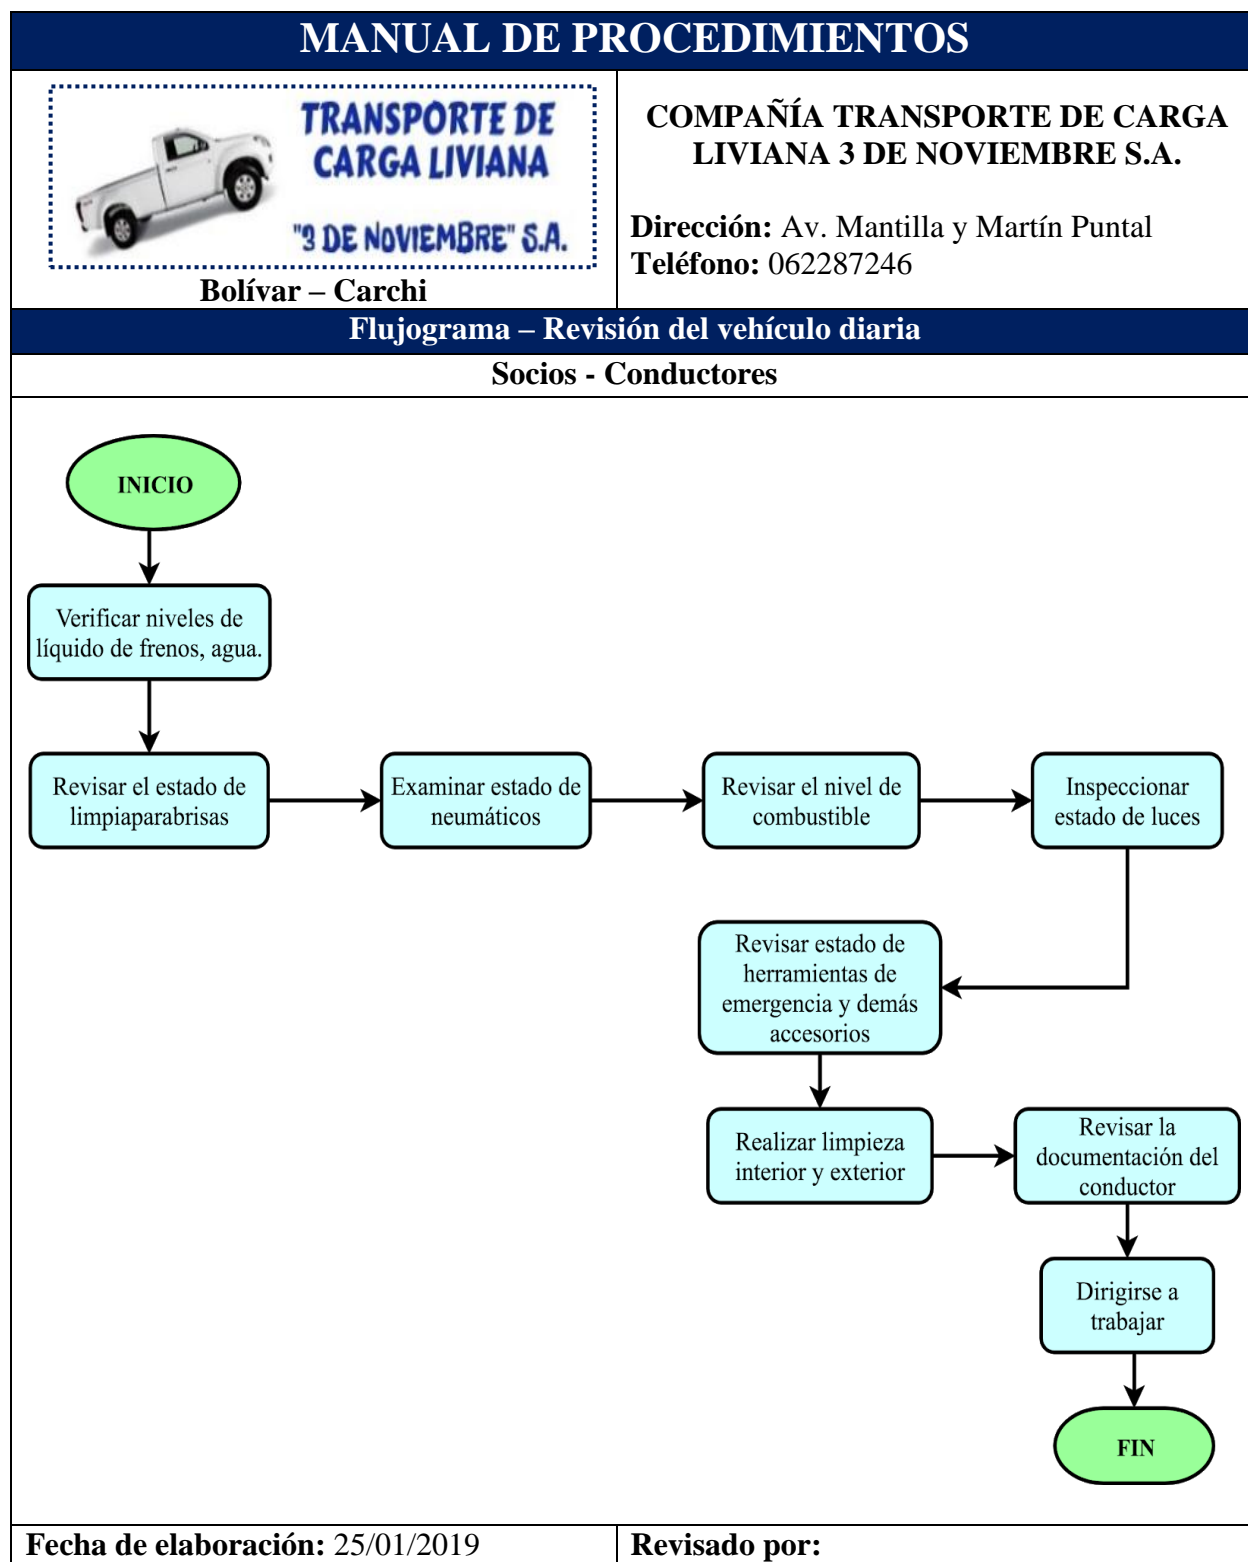 MANUAL DE PROCEDIMIENTOS
TRANSPORTE DE
CARGA LIVIANA
"3 DE NOVIEMBRE" S.A.
Bolívar – Carchi
COMPAÑÍA TRANSPORTE DE CARGA
LIVIANA 3 DE NOVIEMBRE S.A.
Dirección: Av. Mantilla y Martín Puntal
Teléfono: 062287246
Flujograma – Revisión del vehículo diaria
Socios - Conductores
INICIO
Verificar niveles de
líquido de frenos, agua.
Revisar el estado de
limpiaparabrisas
Examinar estado de
neumáticos
Revisar el nivel de
combustible
Inspeccionar
estado de luces
Revisar estado de
herramientas de
emergencia y demás
accesorios
Realizar limpieza
interior y exterior
Revisar la
documentación del
conductor
Dirigirse a
trabajar
FIN
Fecha de elaboración: 25/01/2019
Revisado por: